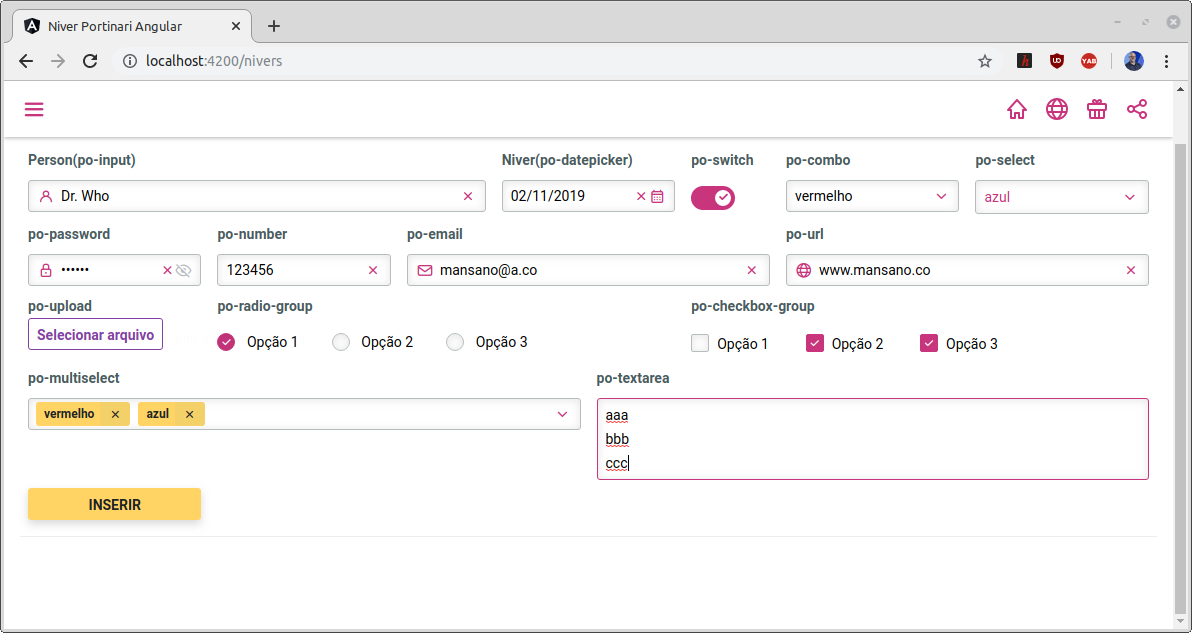 Niver Portinari Angular
localhost:4200/nivers
h UD YAB
Person(po-input) Niver(po-datepicker) po-switch po-combo po-select
Dr. Who 02/11/2019 vermelho azul
po-password po-number po-email po-url
•••••• 123456 mansano@a.co www.mansano.co
po-upload po-radio-group po-checkbox-group
Selecionar arquivo Opção 1 Opção 2 Opção 3 Opção 1 Opção 2 Opção 3
po-multiselect po-textarea
vermelho azul aaa
bbb
ccc
INSERIR